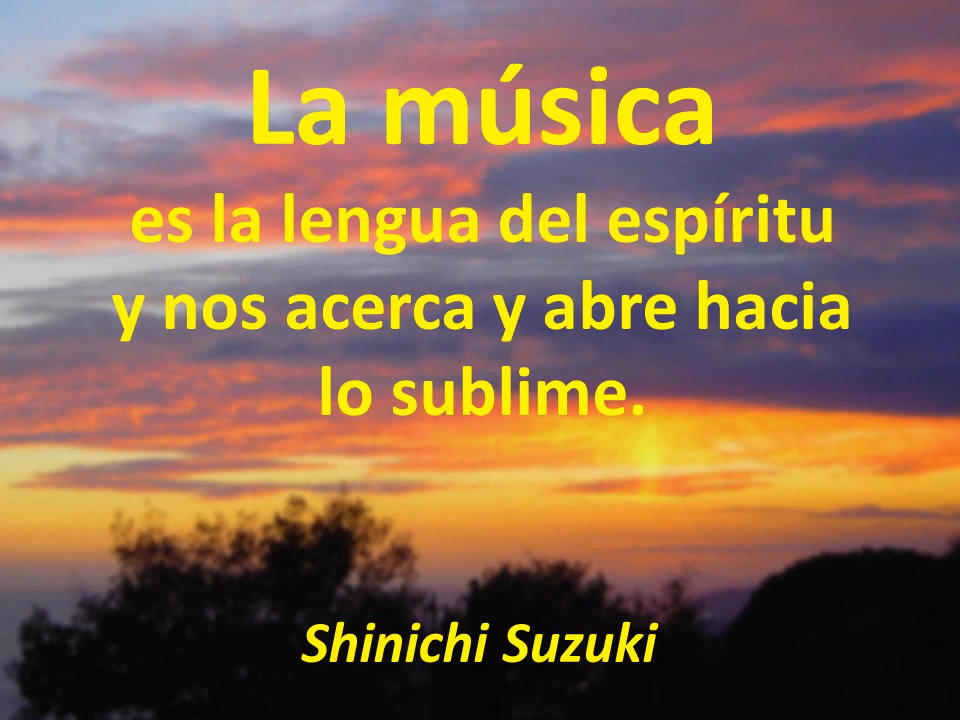 La música
es la lengua del espíritu
y nos acerca y abre hacia
lo sublime.
Shinichi Suzuki